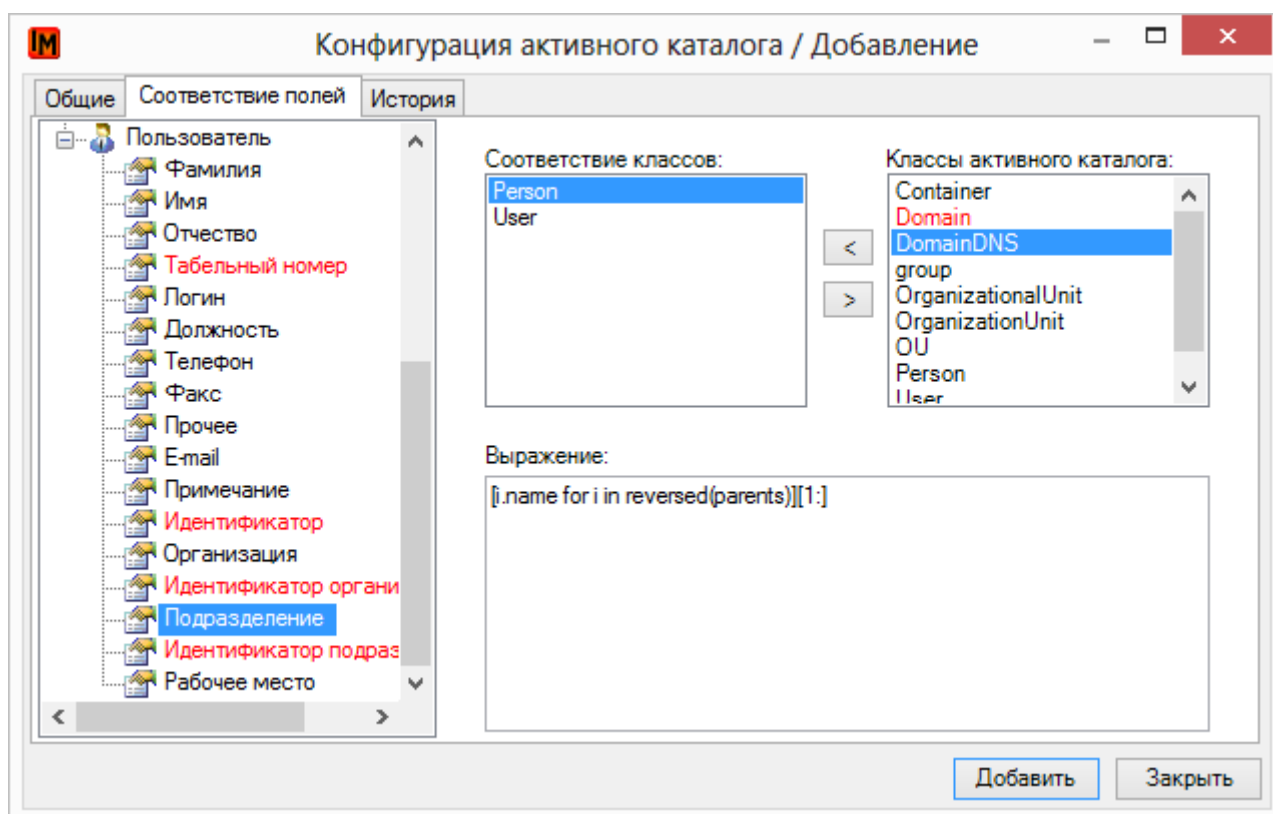 IM
Конфигурация активного каталога / Добавление
Общие
Соответствие полей
История
Пользователь
Фамилия
Имя
Отчество
Табельный номер
Логин
Должность
Телефон
Факс
Прочее
E-mail
Примечание
Идентификатор
Организация
Идентификатор органи
Подразделение
Идентификатор подраз
Рабочее место
Соответствие классов:
Person
User
<
>
Классы активного каталога:
Container
Domain
DomainDNS
group
OrganizationalUnit
OrganizationUnit
OU
Person
User
Выражение:
[i.name for i in reversed(parents)][1:]
Добавить
Закрыть